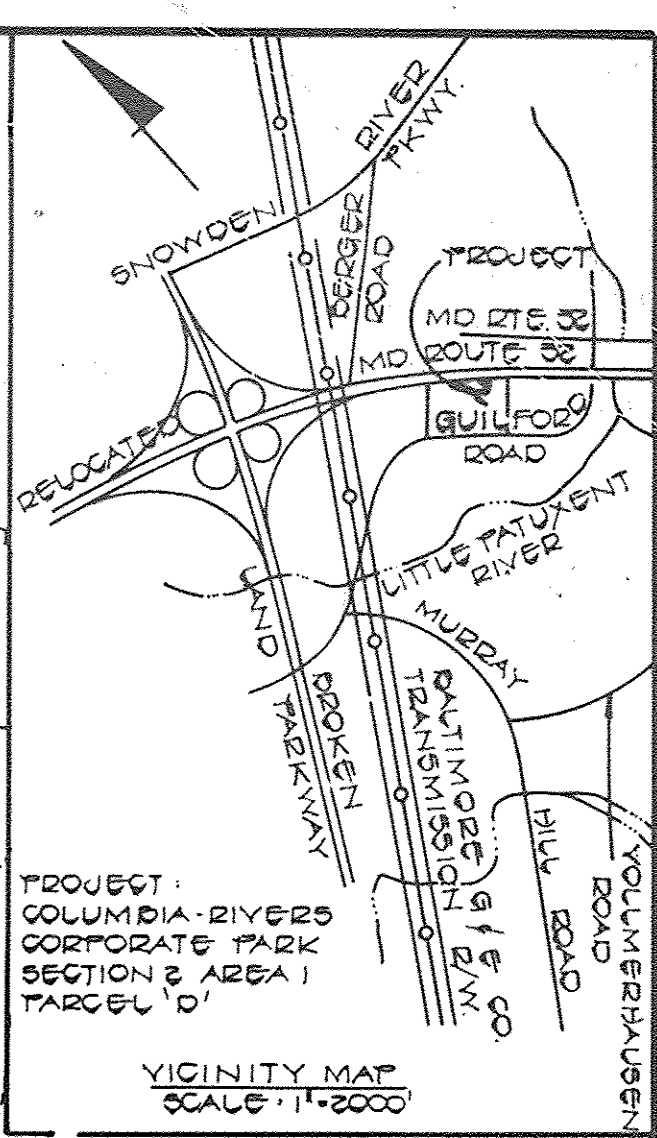 RIVER
PKWY.
SNOWDEN
BERGER
ROAD
PROJECT
MD RTE. 32
MD. ROUTE 32
RELOCATED
GUILFORD
ROAD
LITTLE PATUXENT
RIVER
LAND
PARKWAY
BROKEN
MURRAY
HILL ROAD
BALTIMORE G & E CO.
TRANSMISSION R/W.
VOLLMERHAUSEN
ROAD
PROJECT :
COLUMBIA-RIVERS
CORPORATE PARK
SECTION 2 AREA 1
PARCEL 'D'
VICINITY MAP
SCALE : 1"=2000'